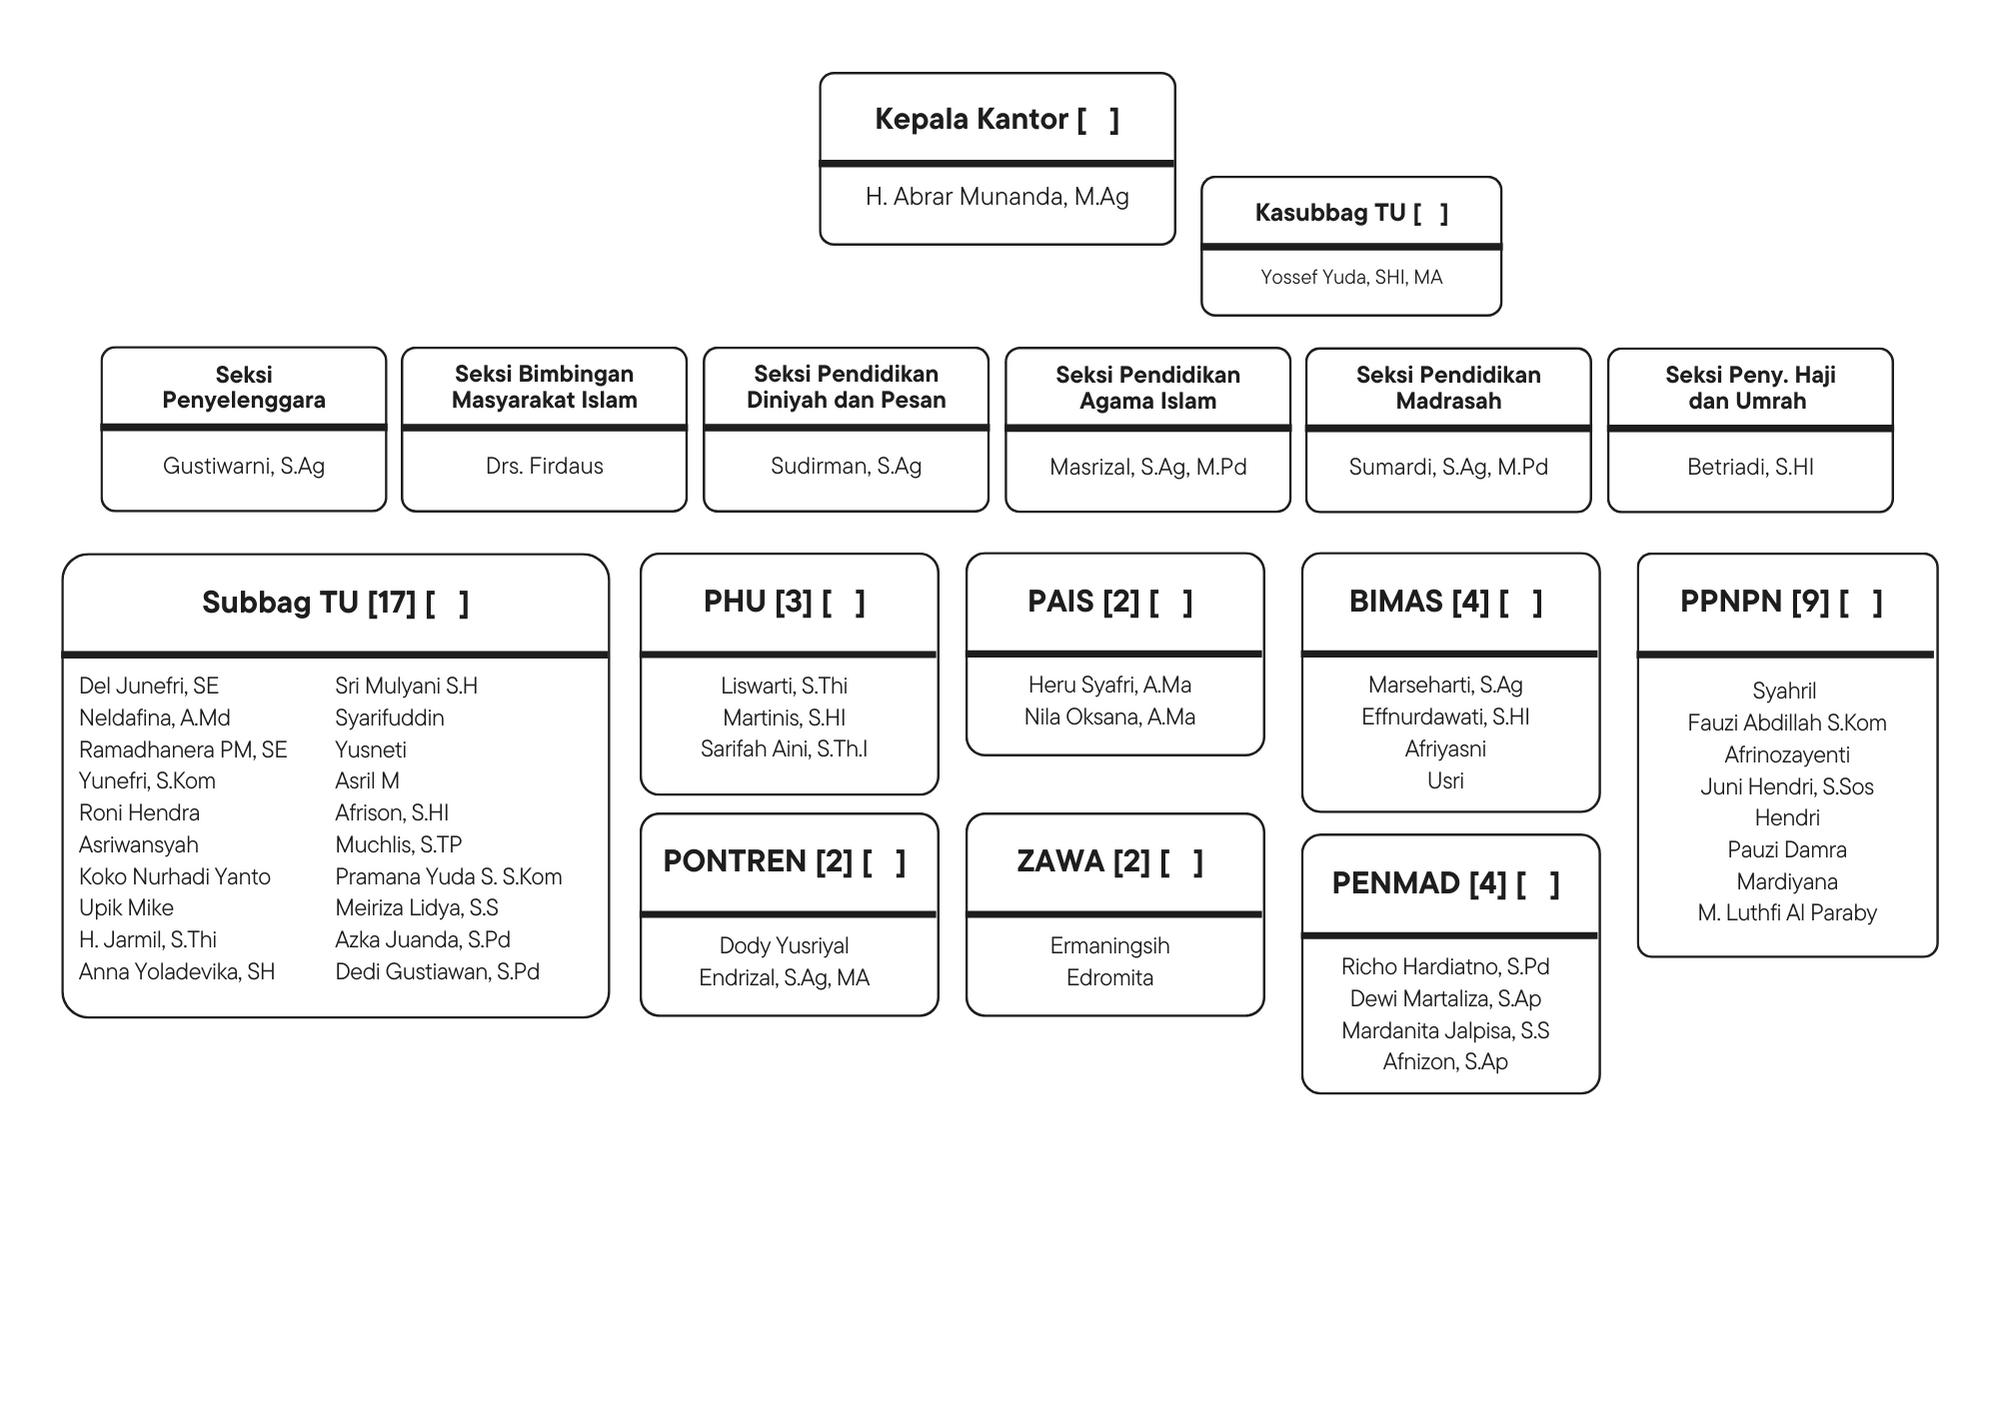 Kepala Kantor [   ]
H. Abrar Munanda, M.Ag
Kasubbag TU [   ]
Yossef Yuda, SHI, MA
Seksi
Penyelenggara
Gustiwarni, S.Ag
Seksi Bimbingan
Masyarakat Islam
Drs. Firdaus
Seksi Pendidikan
Diniyah dan Pesan
Sudirman, S.Ag
Seksi Pendidikan
Agama Islam
Masrizal, S.Ag, M.Pd
Seksi Pendidikan
Madrasah
Sumardi, S.Ag, M.Pd
Seksi Peny. Haji
dan Umrah
Betriadi, S.HI
Subbag TU [17] [   ]
Del Junefri, SE
Neldafina, A.Md
Ramadhanera PM, SE
Yunefri, S.Kom
Roni Hendra
Asriwansyah
Koko Nurhadi Yanto
Upik Mike
H. Jarmil, S.Thi
Anna Yoladevika, SH
Sri Mulyani S.H
Syarifuddin
Yusneti
Asril M
Afrison, S.HI
Muchlis, S.TP
Pramana Yuda S. S.Kom
Meiriza Lidya, S.S
Azka Juanda, S.Pd
Dedi Gustiawan, S.Pd
PHU [3] [   ]
Liswarti, S.Thi
Martinis, S.HI
Sarifah Aini, S.Th.I
PAIS [2] [   ]
Heru Syafri, A.Ma
Nila Oksana, A.Ma
BIMAS [4] [   ]
Marseharti, S.Ag
Effnurdawati, S.HI
Afriyasni
Usri
PPNPN [9] [   ]
Syahril
Fauzi Abdillah S.Kom
Afrinozayenti
Juni Hendri, S.Sos
Hendri
Pauzi Damra
Mardiyana
M. Luthfi Al Paraby
PONTREN [2] [   ]
Dody Yusriyal
Endrizal, S.Ag, MA
ZAWA [2] [   ]
Ermaningsih
Edromita
PENMAD [4] [   ]
Richo Hardiatno, S.Pd
Dewi Martaliza, S.Ap
Mardanita Jalpisa, S.S
Afnizon, S.Ap